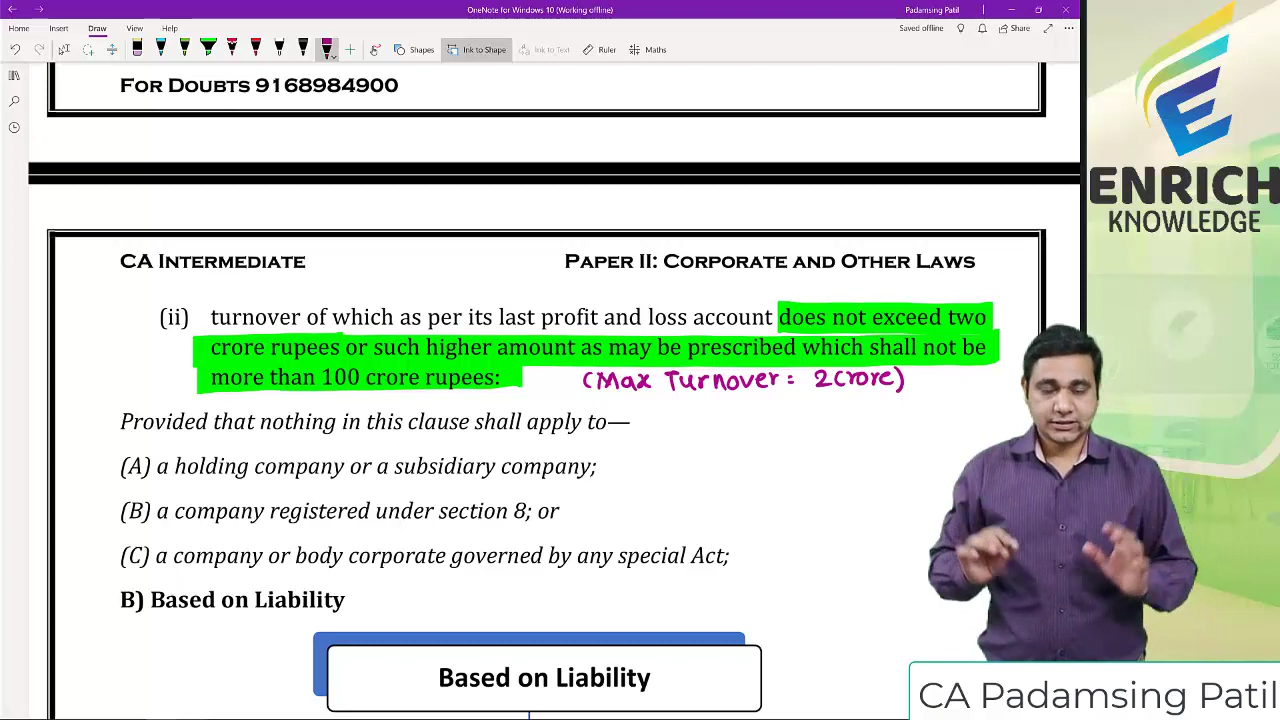 OneNote for Windows 10 (Working offline)
Padamsing Patil
Home Insert Draw View Help
Saved offline Share
Shapes Ink to Shape Ink to Text Ruler Maths
FOR DOUBTS 9168984900
ENRICH
KNOWLEDGE
CA INTERMEDIATE PAPER II: CORPORATE AND OTHER LAWS
(ii) turnover of which as per its last profit and loss account does not exceed two
crore rupees or such higher amount as may be prescribed which shall not be
more than 100 crore rupees: (Max Turnover = 2 Crore)
Provided that nothing in this clause shall apply to—
(A) a holding company or a subsidiary company;
(B) a company registered under section 8; or
(C) a company or body corporate governed by any special Act;
B) Based on Liability
Based on Liability
CA Padamsing Patil